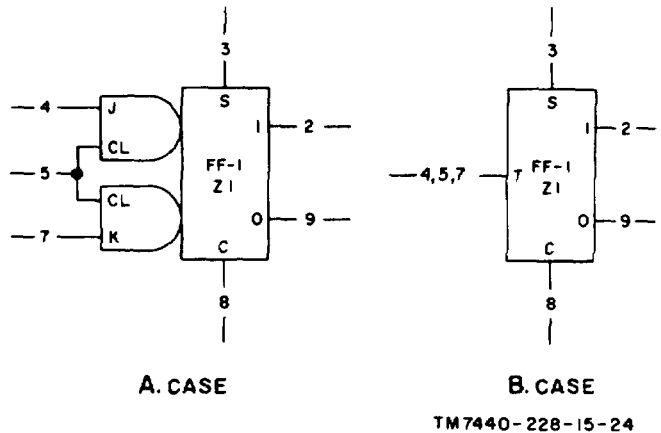 3
4 J S
CL 1 2
5 FF-1
Z1
CL
7 K 0 9
C
8
A. CASE
3
S
1 2
4,5,7 T FF-1
Z1
0 9
C
8
B. CASE
TM7440-228-15-24